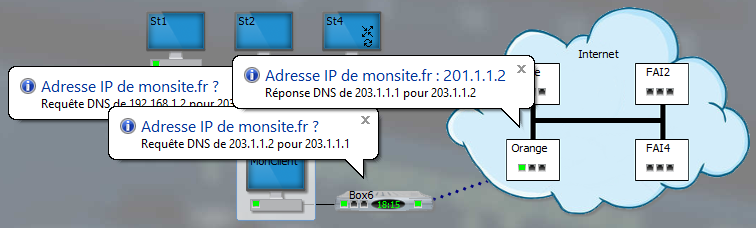 St1
St2
St4
Internet
FAI2
Adresse IP de monsite.fr ?
Requête DNS de 192.168.1.2 pour
Adresse IP de monsite.fr : 201.1.1.2
Réponse DNS de 203.1.1.1 pour 203.1.1.2
Adresse IP de monsite.fr ?
Requête DNS de 203.1.1.2 pour 203.1.1.1
Orange
FAI4
MonClient
Box6
18:15